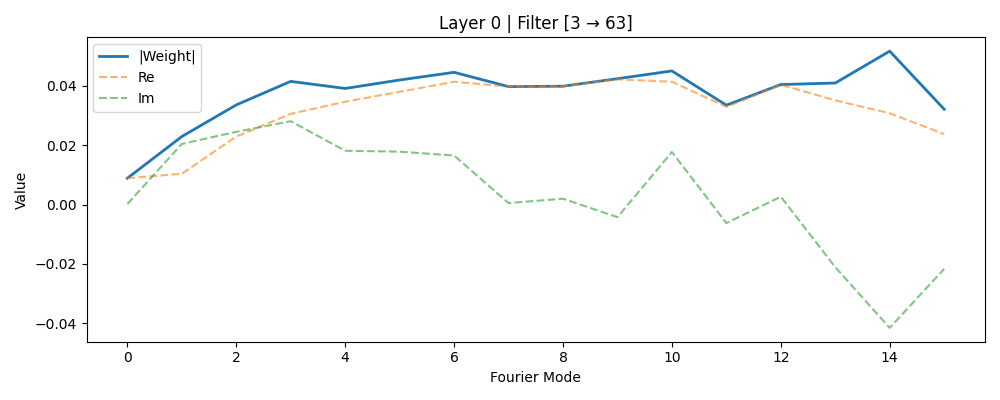 Layer 0 | Filter [3 → 63]
|Weight|
Re
Im
0.04
0.02
0.00
−0.02
−0.04
Value
0 2 4 6 8 10 12 14
Fourier Mode